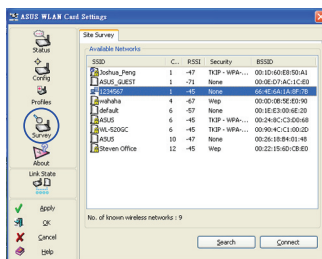 ASUS WLAN Card Settings
Status
Config
Profiles
Survey
About
Link State
Apply
OK
Cancel
Help
Site Survey
Available Networks
SSID C... RSSI Security BSSID
Joshua_Peng 1 -47 TKIP - WPA-... 00:1D:60:E8:50:A1
ASUS_GUEST 1 -71 None 00:0E:D7:AC:1C:E0
1234567 1 -45 None 66:4E:6A:1A:8F:7B
wahaha 4 -67 Wep 00:0D:0B:5E:E0:90
default 6 -57 None 00:1E:E3:00:6E:20
ASUS 6 -45 TKIP - WPA-... 00:24:8C:C3:D0:68
WL-520GC 6 -45 TKIP - WPA-... 00:90:4C:C1:00:2D
ASUS 10 -47 None 00:26:18:B4:01:48
Steven Office 12 -45 Wep 00:22:15:6D:CB:ED
No. of known wireless networks : 9
Search
Connect